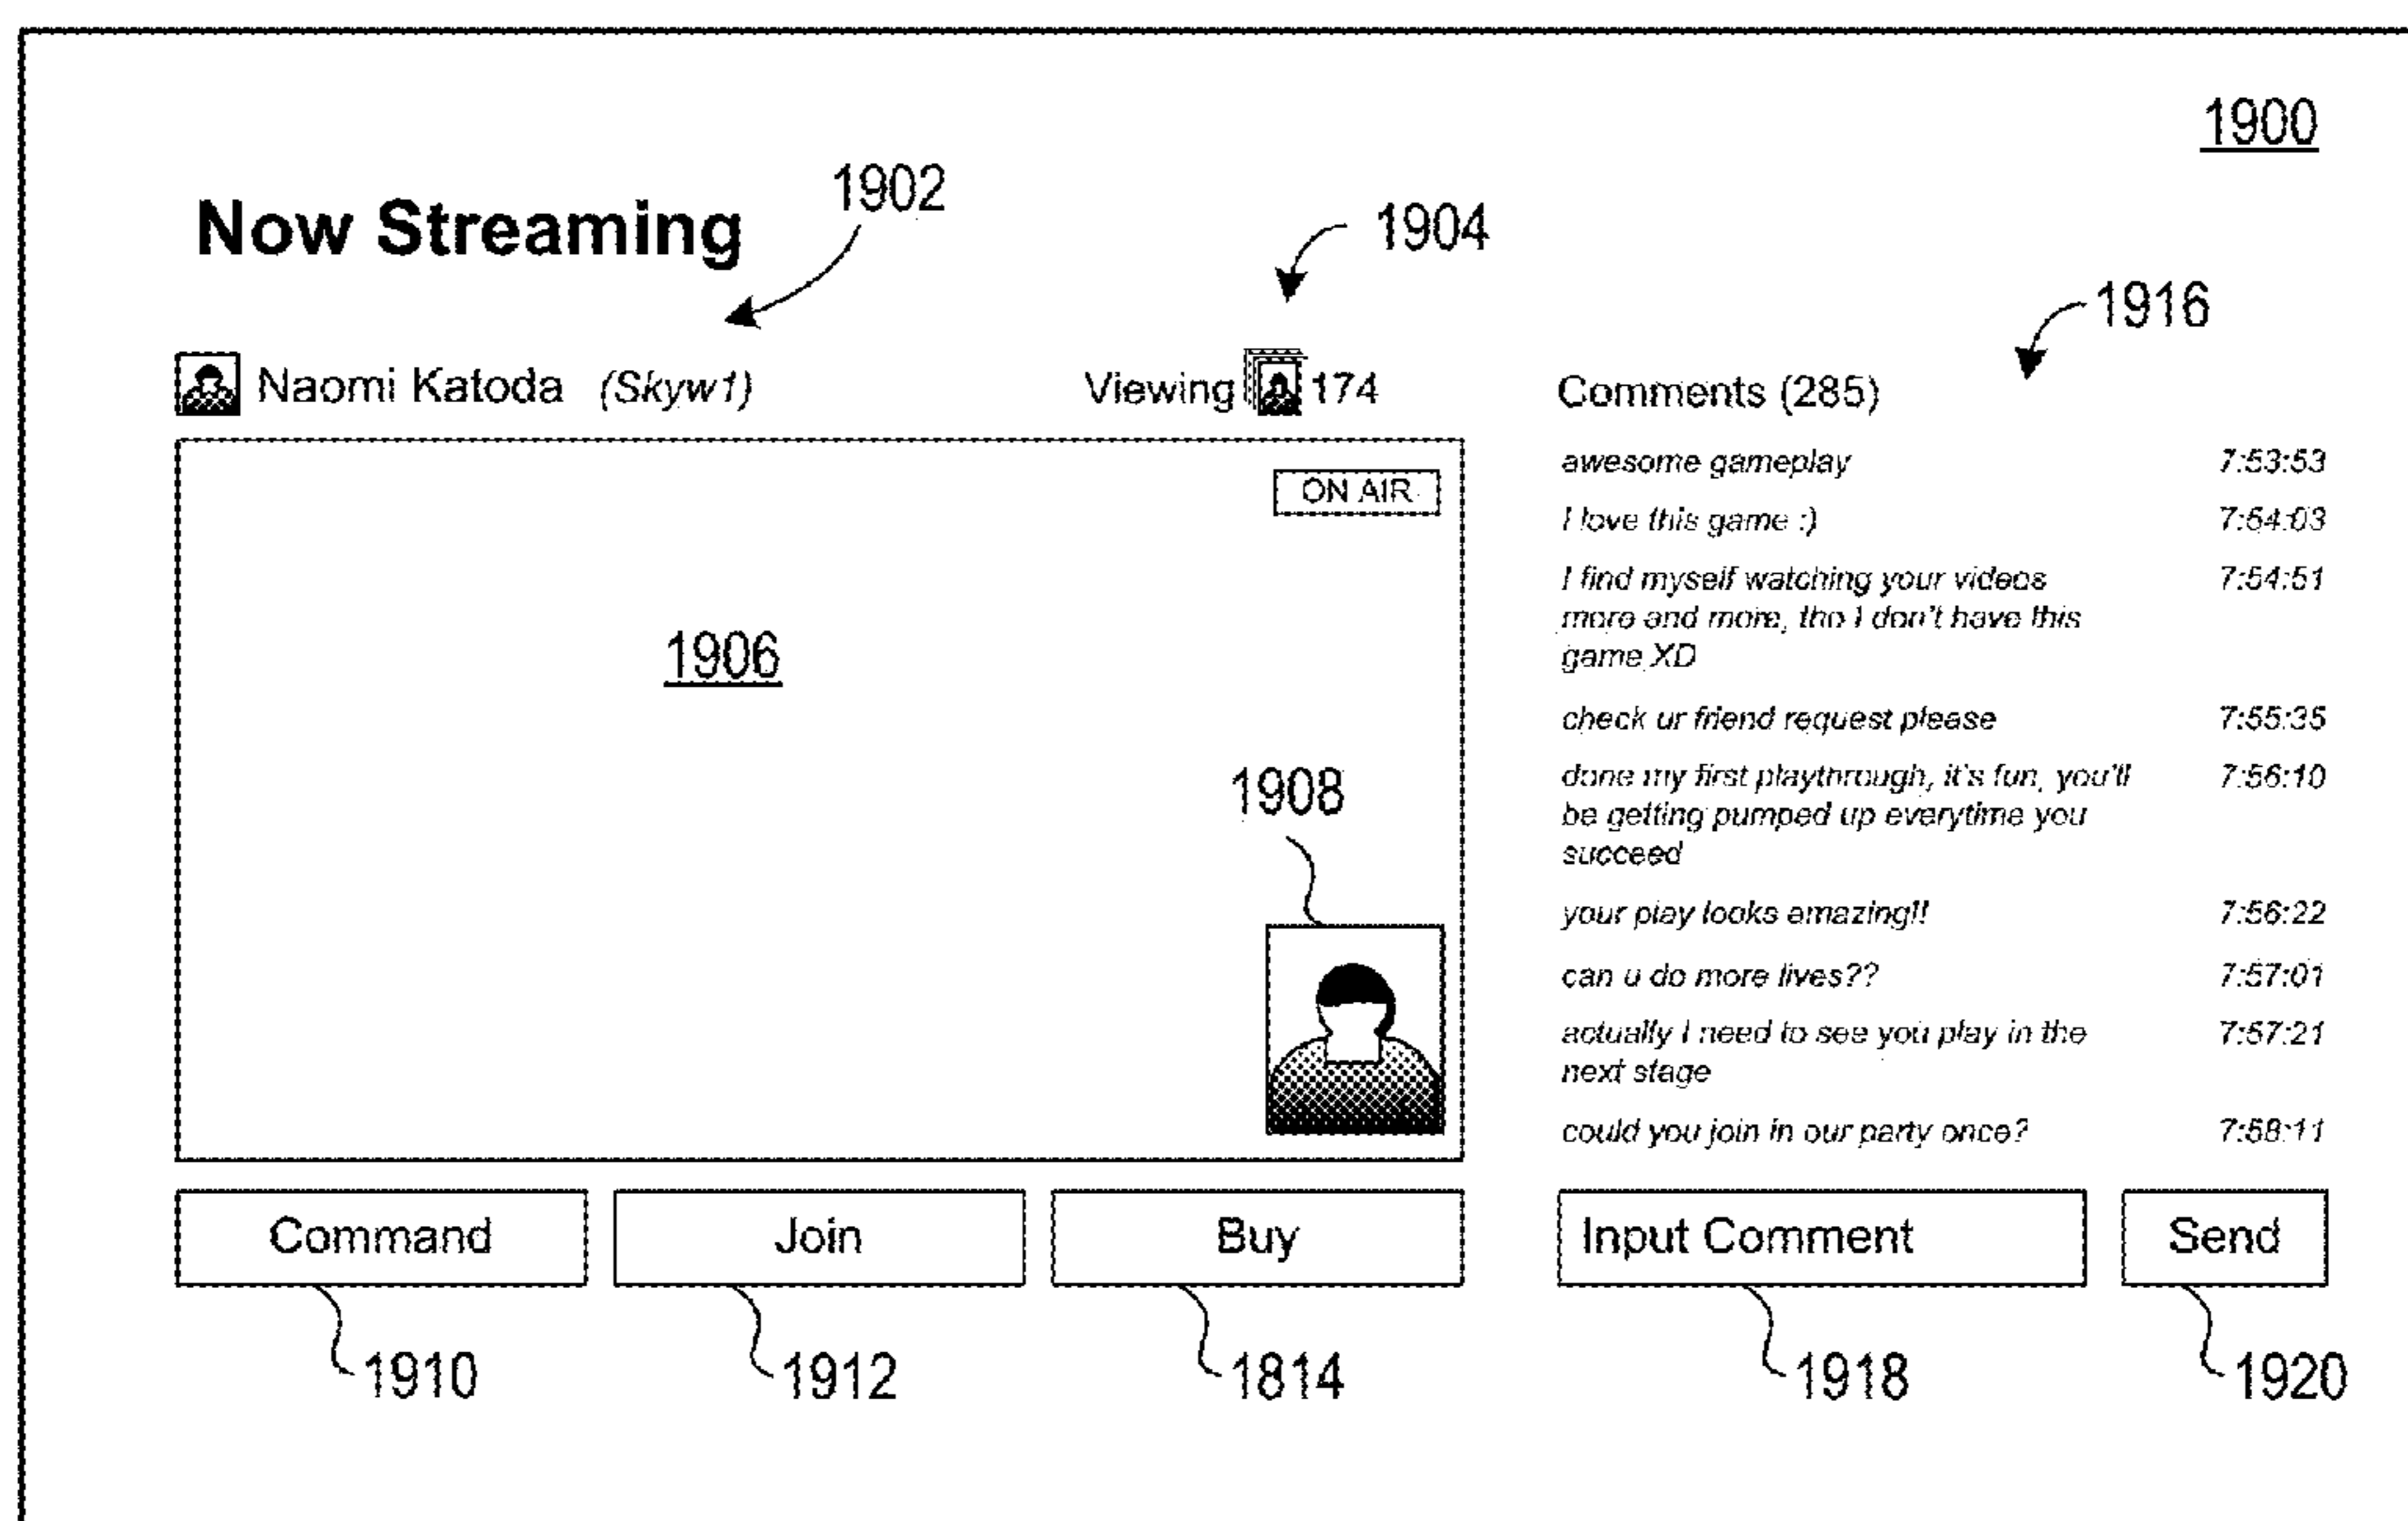 1900
Now Streaming
1902
1904
1916
Naomi Katoda (Skyw1)
Viewing 174
Comments (285)
ON AIR
1906
1908
awesome gameplay 7:53:53
I love this game :) 7:54:03
I find myself watching your videos 7:54:51
more and more, tho I don't have this
game XD
check ur friend request please 7:55:35
done my first playthrough, it's fun, you'll 7:56:10
be getting pumped up everytime you
succeed
your play looks amazing!! 7:56:22
can u do more lives?? 7:57:01
actually I need to see you play in the 7:57:21
next stage
could you join in our party once? 7:58:11
Command
Join
Buy
Input Comment
Send
1910
1912
1814
1918
1920